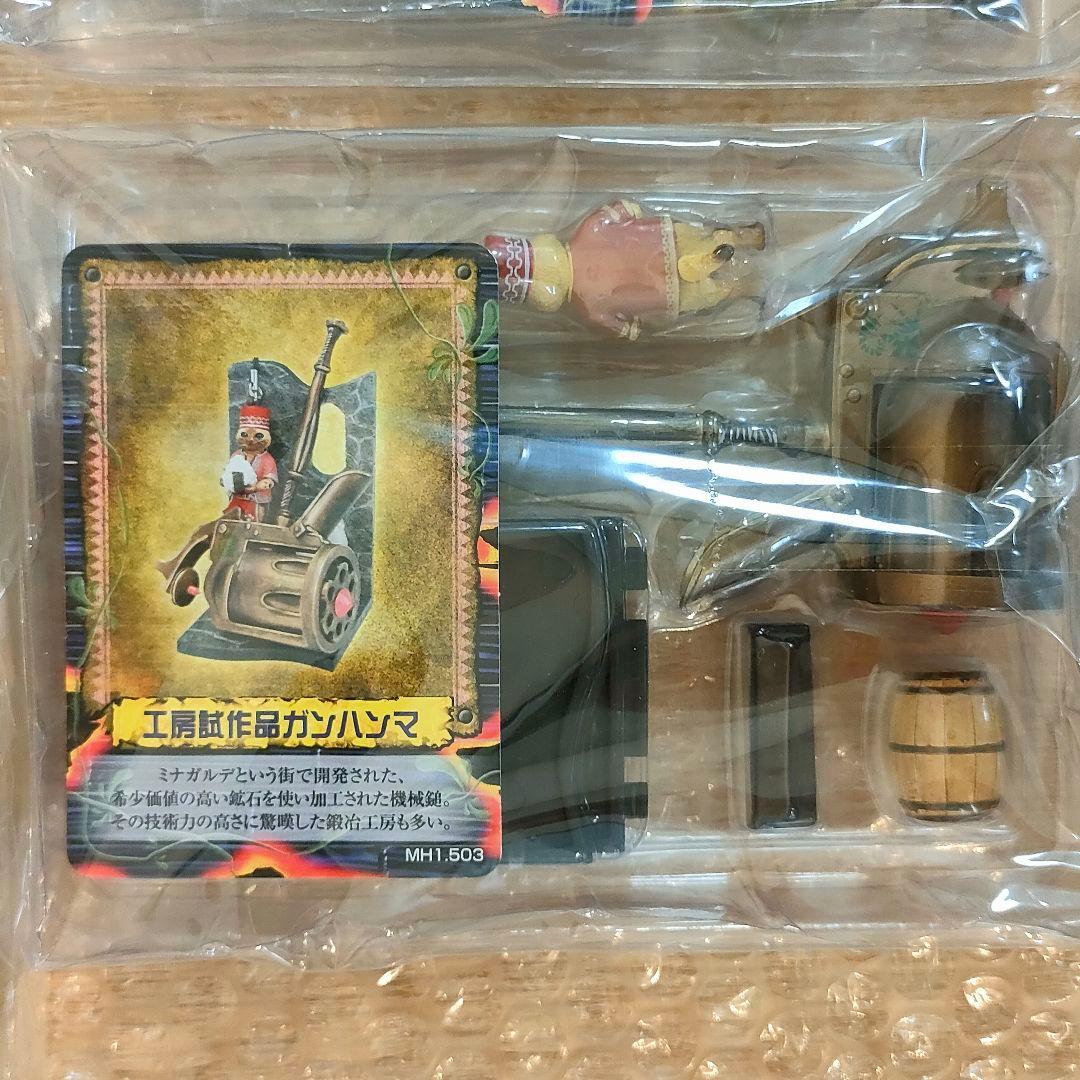 工房試作品ガンハンマ
ミナガルデという街で開発された、
希少価値の高い鉱石を使い加工された機械鎚。
その技術力の高さに驚嘆した鍛冶工房も多い。
MH1.503